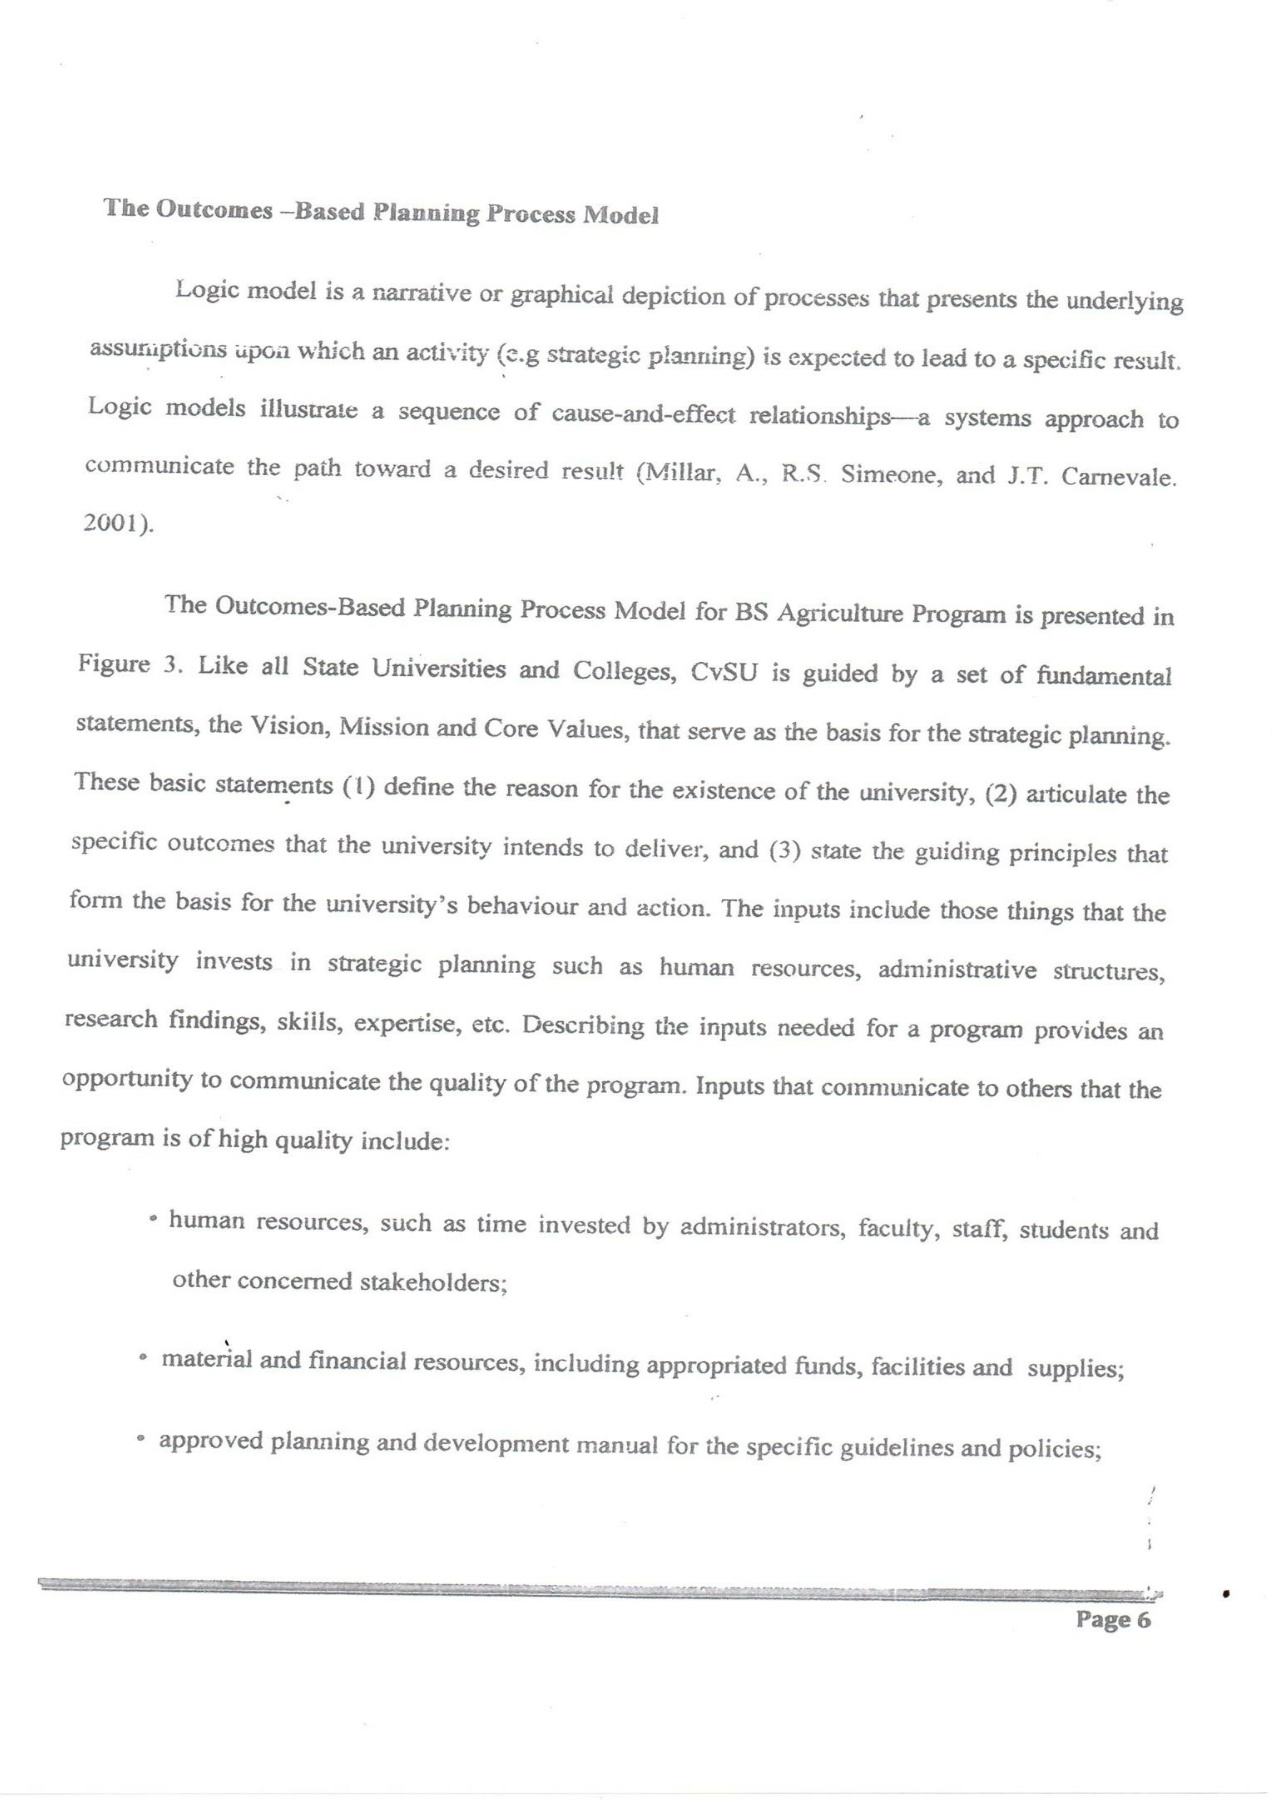 The Outcomes –Based Planning Process Model
Logic model is a narrative or graphical depiction of processes that presents the underlying
assumptions upon which an activity (e.g strategic planning) is expected to lead to a specific result.
Logic models illustrate a sequence of cause-and-effect relationships—a systems approach to
communicate the path toward a desired result (Millar, A., R.S. Simeone, and J.T. Carnevale.
2001).
The Outcomes-Based Planning Process Model for BS Agriculture Program is presented in
Figure 3. Like all State Universities and Colleges, CvSU is guided by a set of fundamental
statements, the Vision, Mission and Core Values, that serve as the basis for the strategic planning.
These basic statements (1) define the reason for the existence of the university, (2) articulate the
specific outcomes that the university intends to deliver, and (3) state the guiding principles that
form the basis for the university's behaviour and action. The inputs include those things that the
university invests in strategic planning such as human resources, administrative structures,
research findings, skills, expertise, etc. Describing the inputs needed for a program provides an
opportunity to communicate the quality of the program. Inputs that communicate to others that the
program is of high quality include:
• human resources, such as time invested by administrators, faculty, staff, students and
other concerned stakeholders;
• material and financial resources, including appropriated funds, facilities and supplies;
• approved planning and development manual for the specific guidelines and policies;
Page 6